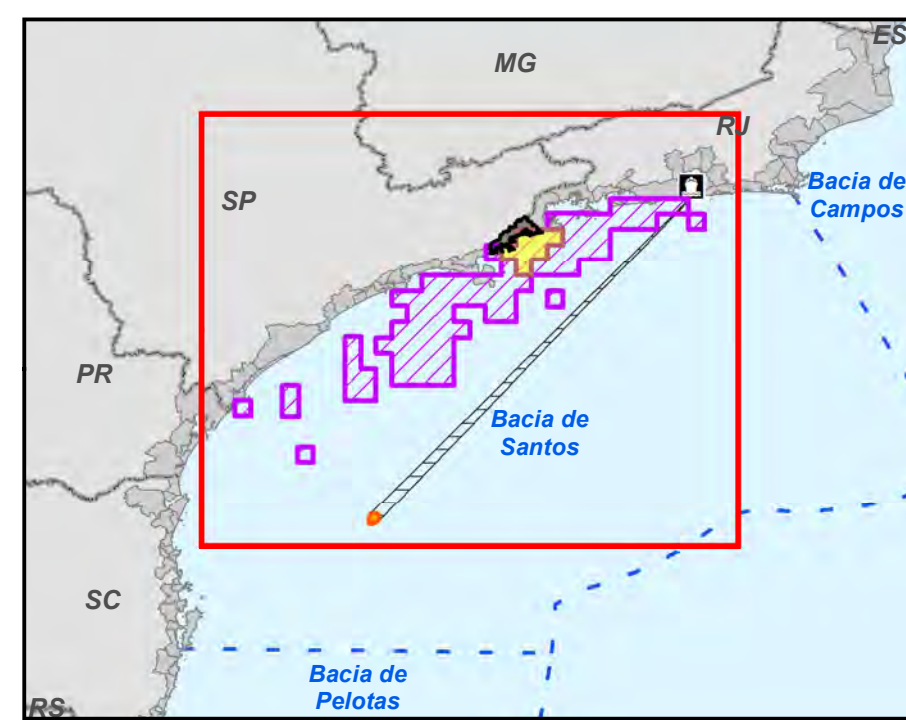 ES
MG
RJ
Bacia de
Campos
SP
PR
Bacia de
Santos
SC
Bacia de
Pelotas
RS